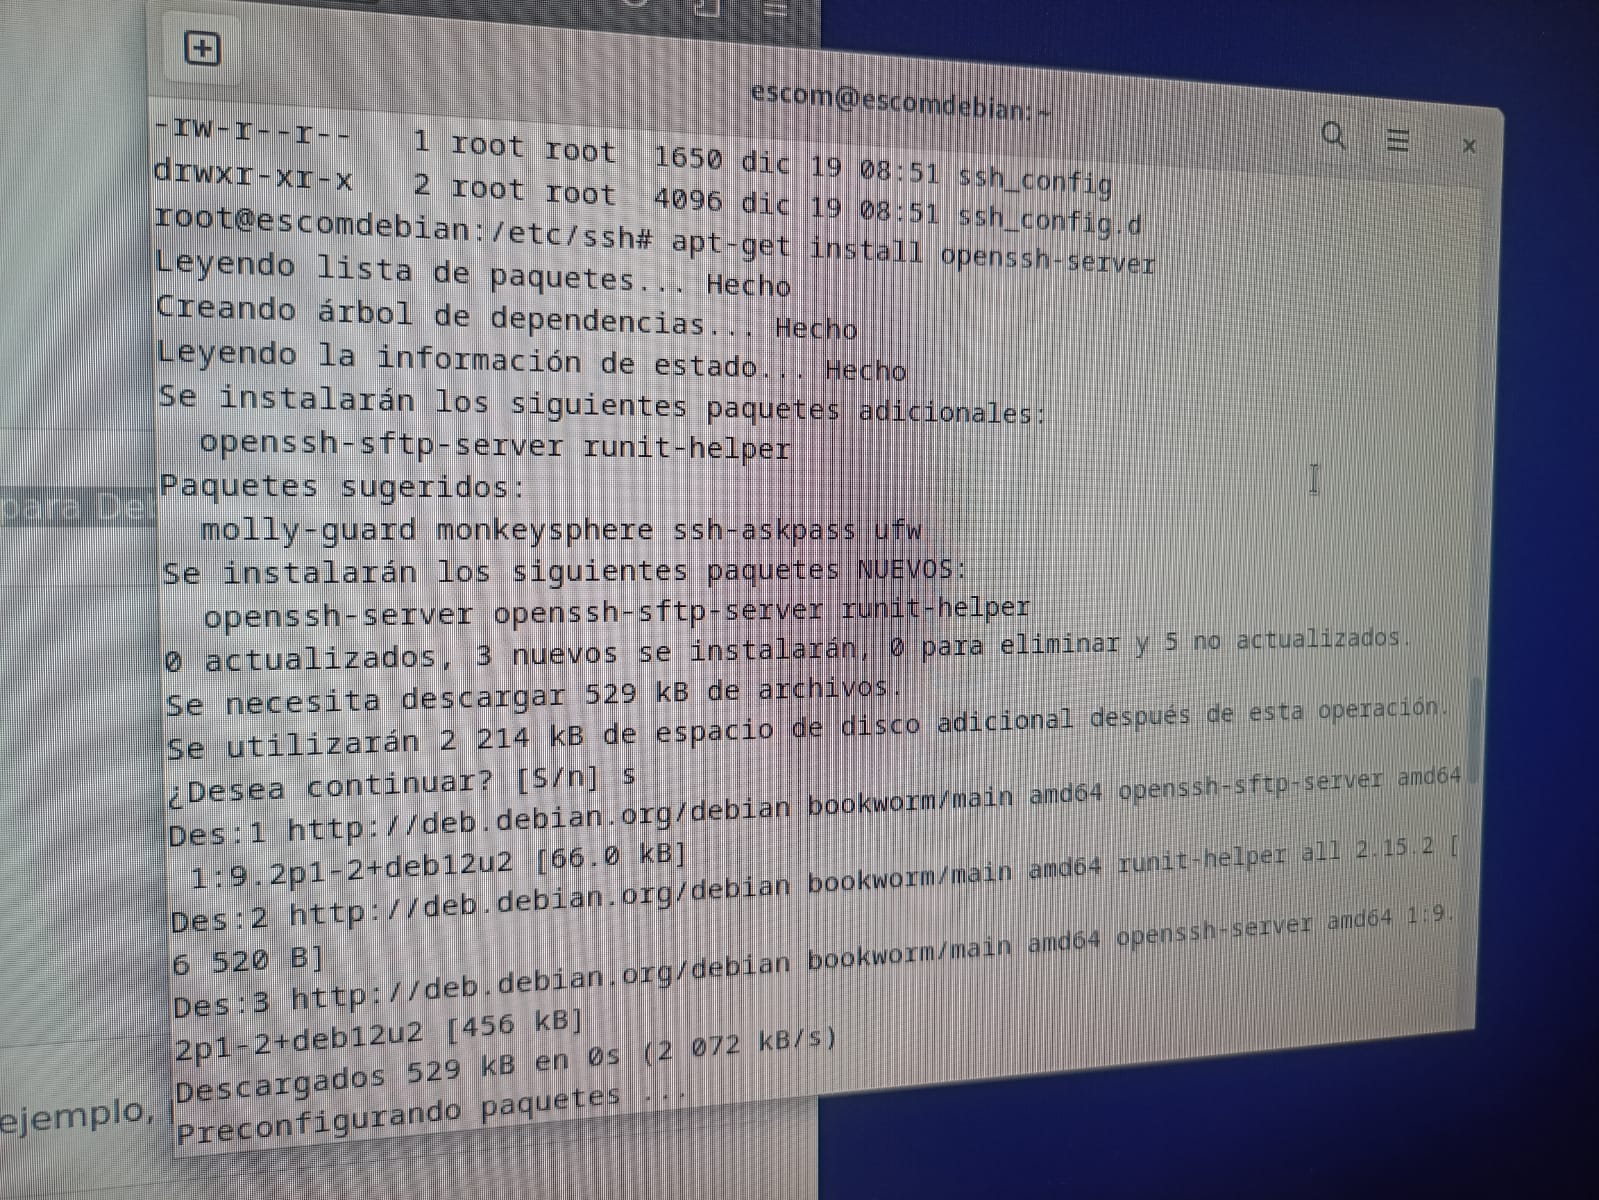 escom@escomdebian: ~
-rw-r--r-- 1 root root 1650 dic 19 08:51 ssh_config
drwxr-xr-x 2 root root 4096 dic 19 08:51 ssh_config.d
root@escomdebian:/etc/ssh# apt-get install openssh-server
Leyendo lista de paquetes... Hecho
Creando árbol de dependencias... Hecho
Leyendo la información de estado... Hecho
Se instalarán los siguientes paquetes adicionales:
openssh-sftp-server runit-helper
Paquetes sugeridos:
molly-guard monkeysphere ssh-askpass ufw
Se instalarán los siguientes paquetes NUEVOS:
openssh-server openssh-sftp-server runit-helper
0 actualizados, 3 nuevos se instalarán, 0 para eliminar y 5 no actualizados.
Se necesita descargar 529 kB de archivos.
Se utilizarán 2 214 kB de espacio de disco adicional después de esta operación.
¿Desea continuar? [S/n] s
Des:1 http://deb.debian.org/debian bookworm/main amd64 openssh-sftp-server amd64
1:9.2p1-2+deb12u2 [66.0 kB]
Des:2 http://deb.debian.org/debian bookworm/main amd64 runit-helper all 2.15.2 [
6 520 B]
Des:3 http://deb.debian.org/debian bookworm/main amd64 openssh-server amd64 1:9.
2p1-2+deb12u2 [456 kB]
Descargados 529 kB en 0s (2 072 kB/s)
Preconfigurando paquetes ...
para De
ejemplo,